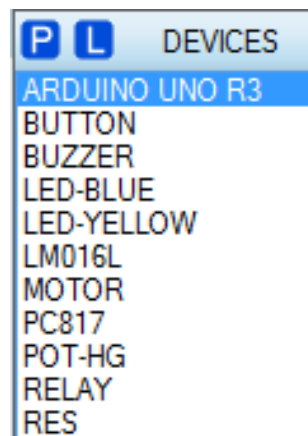 P L DEVICES
ARDUINO UNO R3
BUTTON
BUZZER
LED-BLUE
LED-YELLOW
LM016L
MOTOR
PC817
POT-HG
RELAY
RES